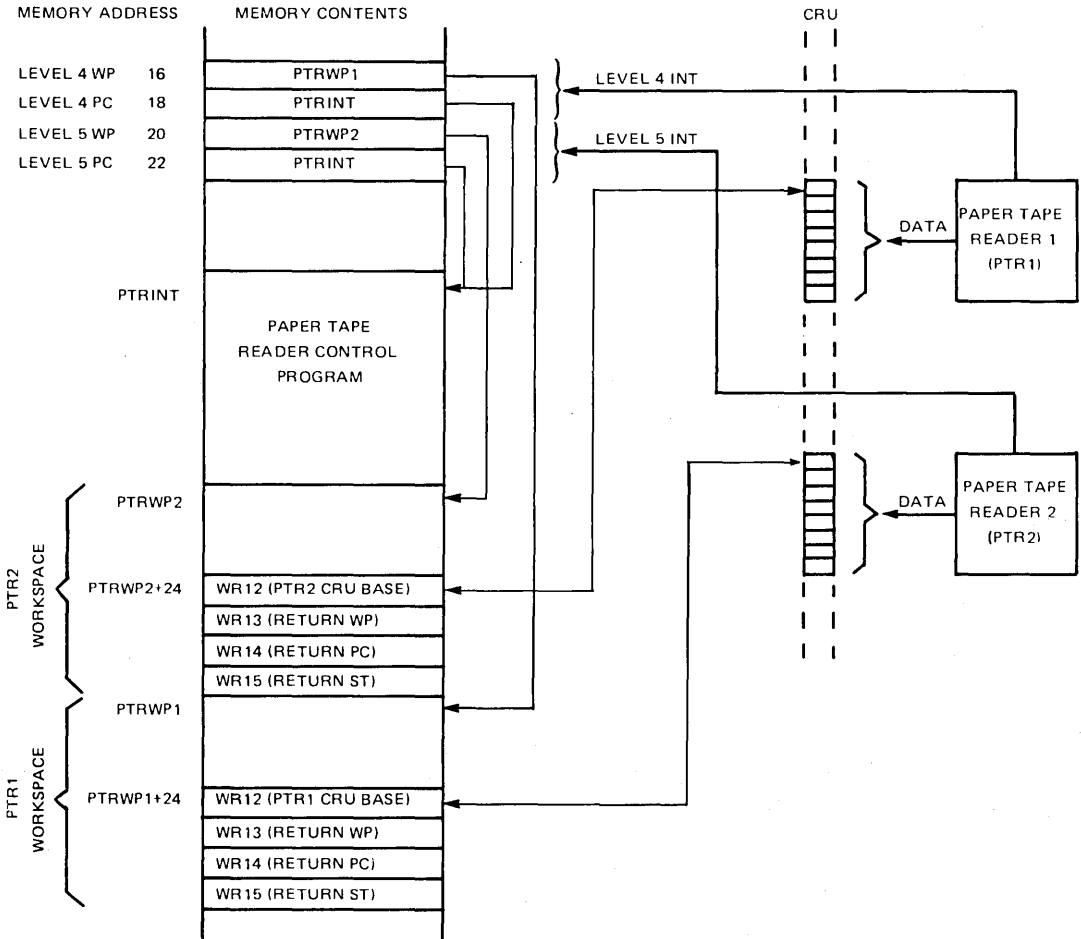 MEMORY ADDRESS MEMORY CONTENTS CRU
LEVEL 4 WP 16 PTRWP1
LEVEL 4 PC 18 PTRINT
LEVEL 5 WP 20 PTRWP2
LEVEL 5 PC 22 PTRINT
LEVEL 4 INT
LEVEL 5 INT
DATA
PAPER TAPE
READER 1
(PTR1)
PTRINT
PAPER TAPE
READER CONTROL
PROGRAM
DATA
PAPER TAPE
READER 2
(PTR2)
PTR2
WORKSPACE
PTRWP2
PTRWP2+24 WR12 (PTR2 CRU BASE)
WR13 (RETURN WP)
WR14 (RETURN PC)
WR15 (RETURN ST)
PTR1
WORKSPACE
PTRWP1
PTRWP1+24 WR12 (PTR1 CRU BASE)
WR13 (RETURN WP)
WR14 (RETURN PC)
WR15 (RETURN ST)